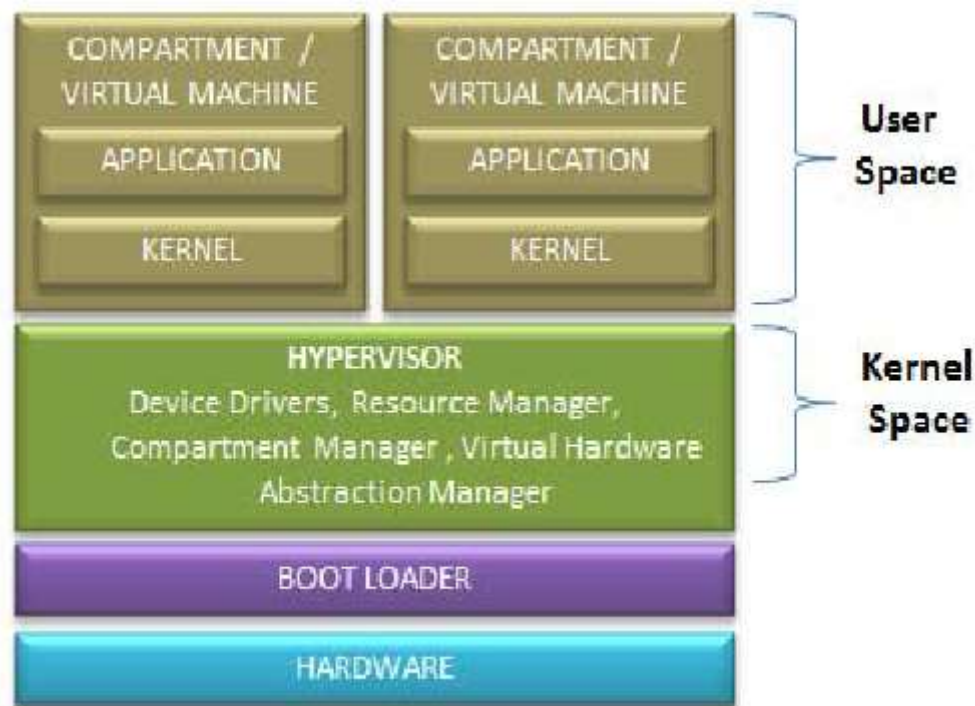 COMPARTMENT /
VIRTUAL MACHINE
APPLICATION
KERNEL
COMPARTMENT /
VIRTUAL MACHINE
APPLICATION
KERNEL
User
Space
HYPERVISOR
Device Drivers, Resource Manager,
Compartment Manager , Virtual Hardware
Abstraction Manager
Kernel
Space
BOOT LOADER
HARDWARE